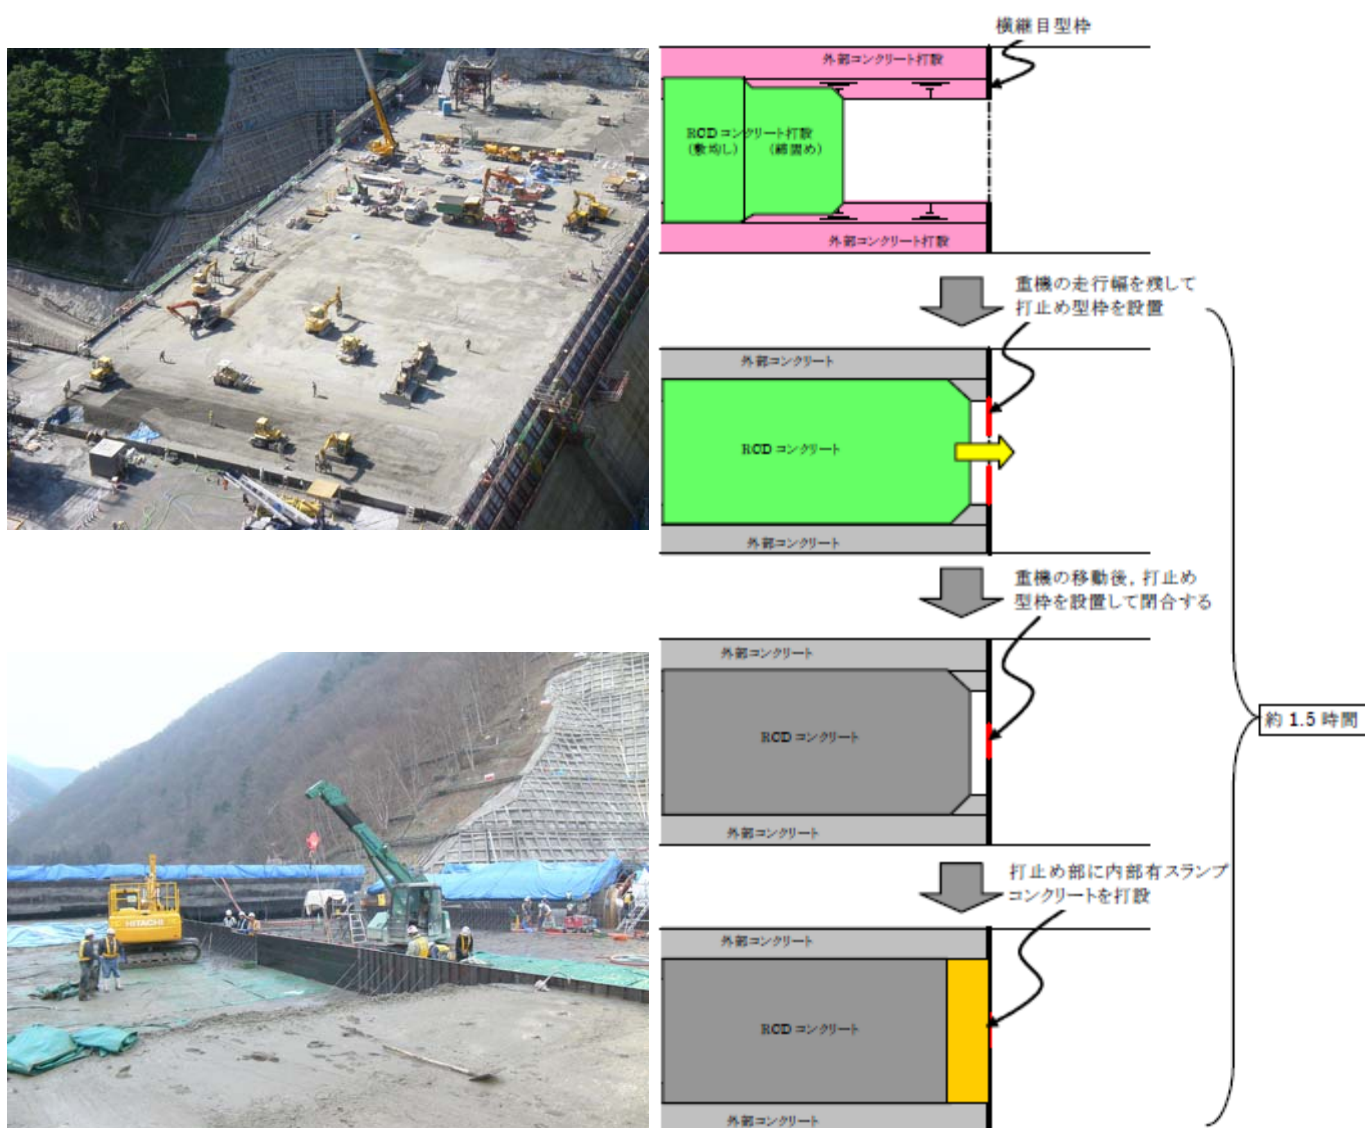 横継目型枠
外部コンクリート打設
RCD コンクリート打設
(敷均し) (締固め)
外部コンクリート打設
重機の走行幅を残して
打止め型枠を設置
外部コンクリート
RCD コンクリート
外部コンクリート
重機の移動後，打止め
型枠を設置して閉合する
外部コンクリート
RCD コンクリート
外部コンクリート
約 1.5 時間
打止め部に内部有スランプ
コンクリートを打設
外部コンクリート
RCD コンクリート
外部コンクリート
HITACHI